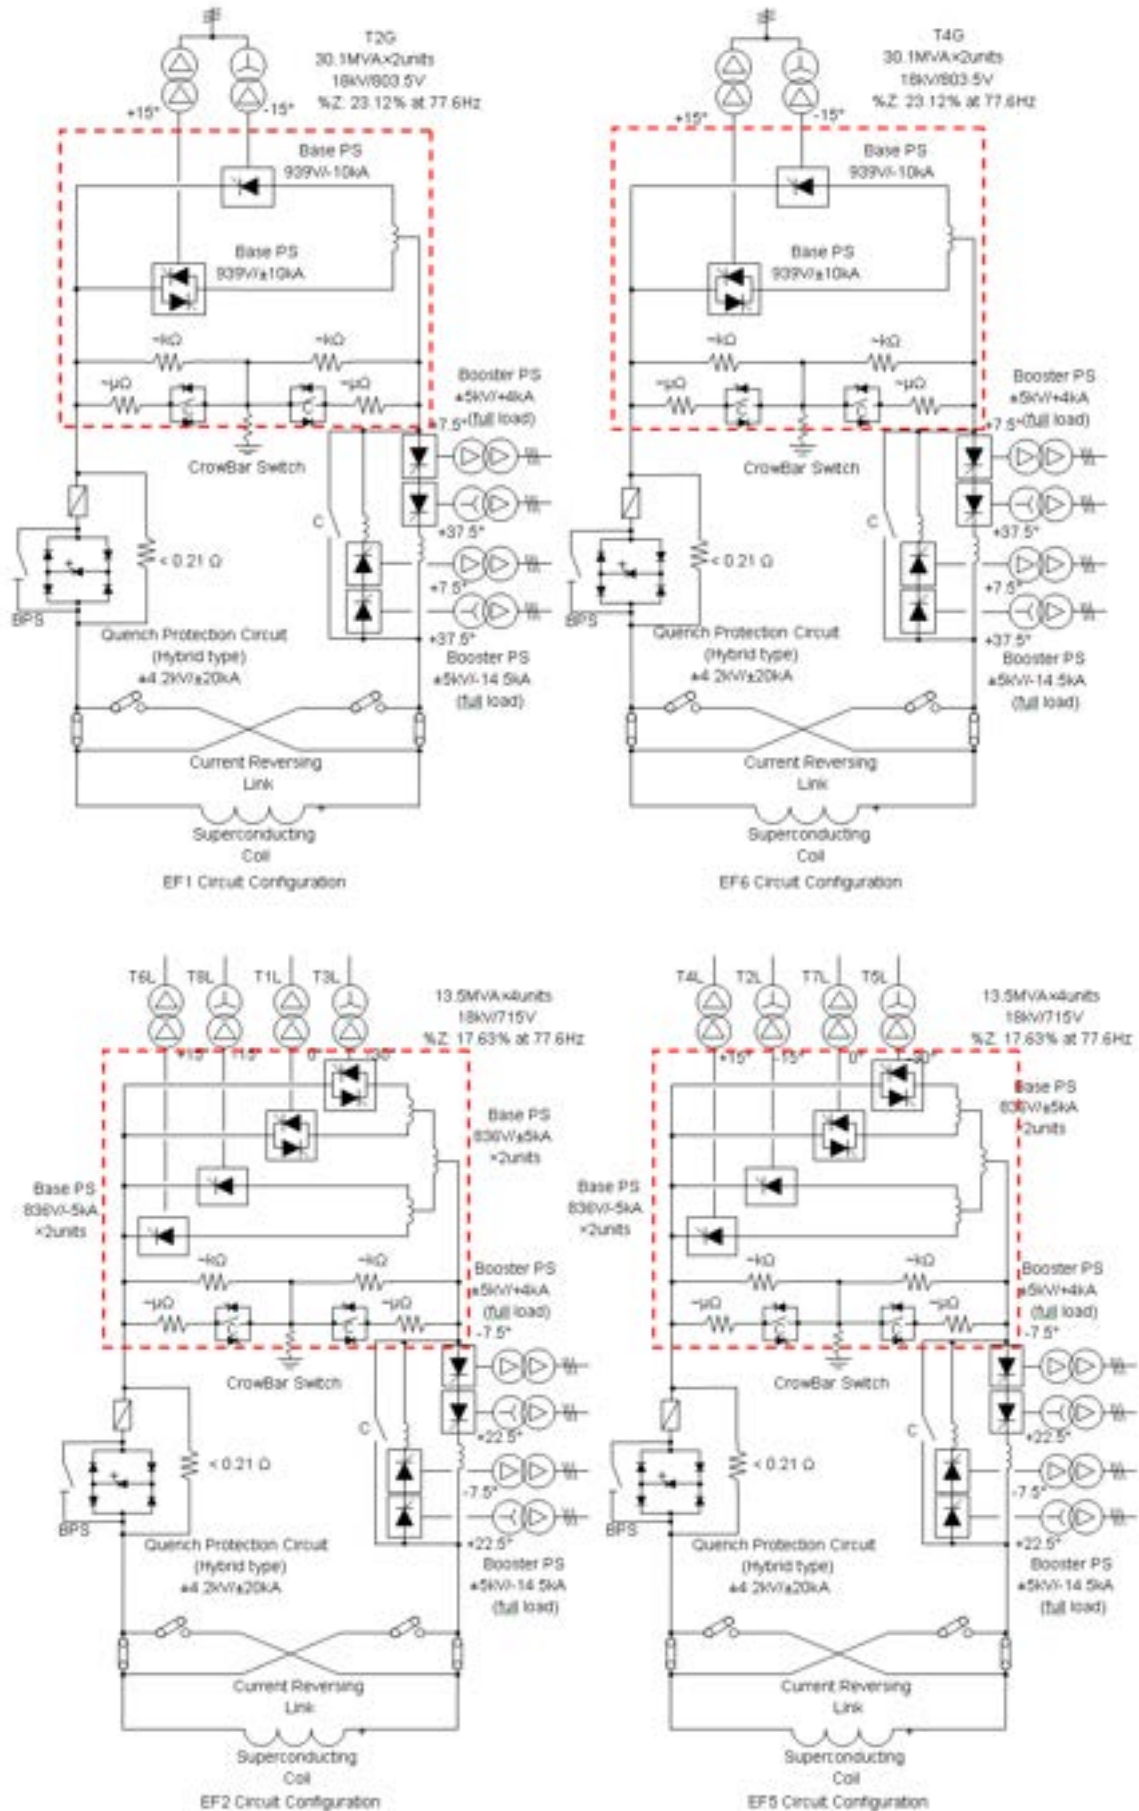 T2G
30.1MVA×2units
18kV/803.5V
%Z: 23.12% at 77.6Hz
+15°
-15°
Base PS
939V/-10kA
Base PS
939V/±10kA
~kΩ
~kΩ
~μΩ
~μΩ
Booster PS
±5kV/+4kA
(full load)
+7.5°
CrowBar Switch
C
+37.5°
< 0.21 Ω
+7.5°
BPS
Quench Protection Circuit
(Hybrid type)
±4.2kV/±20kA
+37.5°
Booster PS
±5kV/-14.5kA
(full load)
Current Reversing
Link
+
Superconducting
Coil
EF1 Circuit Configuration
T4G
30.1MVA×2units
18kV/803.5V
%Z: 23.12% at 77.6Hz
+15°
-15°
Base PS
939V/-10kA
Base PS
939V/±10kA
~kΩ
~kΩ
~μΩ
~μΩ
Booster PS
±5kV/+4kA
(full load)
+7.5°
CrowBar Switch
C
+37.5°
< 0.21 Ω
+7.5°
BPS
Quench Protection Circuit
(Hybrid type)
±4.2kV/±20kA
+37.5°
Booster PS
±5kV/-14.5kA
(full load)
Current Reversing
Link
+
Superconducting
Coil
EF6 Circuit Configuration
T6L T8L T1L T3L
13.5MVA×4units
18kV/715V
%Z: 17.63% at 77.6Hz
Base PS
836V/±5kA
×2units
Base PS
836V/-5kA
×2units
~kΩ
~kΩ
~μΩ
~μΩ
Booster PS
±5kV/+4kA
(full load)
-7.5°
CrowBar Switch
C
+22.5°
< 0.21 Ω
-7.5°
BPS
Quench Protection Circuit
(Hybrid type)
±4.2kV/±20kA
+22.5°
Booster PS
±5kV/-14.5kA
(full load)
Current Reversing
Link
+
Superconducting
Coil
EF2 Circuit Configuration
T4L T2L T7L T5L
13.5MVA×4units
18kV/715V
%Z: 17.63% at 77.6Hz
+15° -15° 0° -30°
Base PS
836V/±5kA
×2units
Base PS
836V/-5kA
×2units
~kΩ
~kΩ
~μΩ
~μΩ
Booster PS
±5kV/+4kA
(full load)
-7.5°
CrowBar Switch
C
+22.5°
< 0.21 Ω
-7.5°
BPS
Quench Protection Circuit
(Hybrid type)
±4.2kV/±20kA
+22.5°
Booster PS
±5kV/-14.5kA
(full load)
Current Reversing
Link
+
Superconducting
Coil
EF5 Circuit Configuration